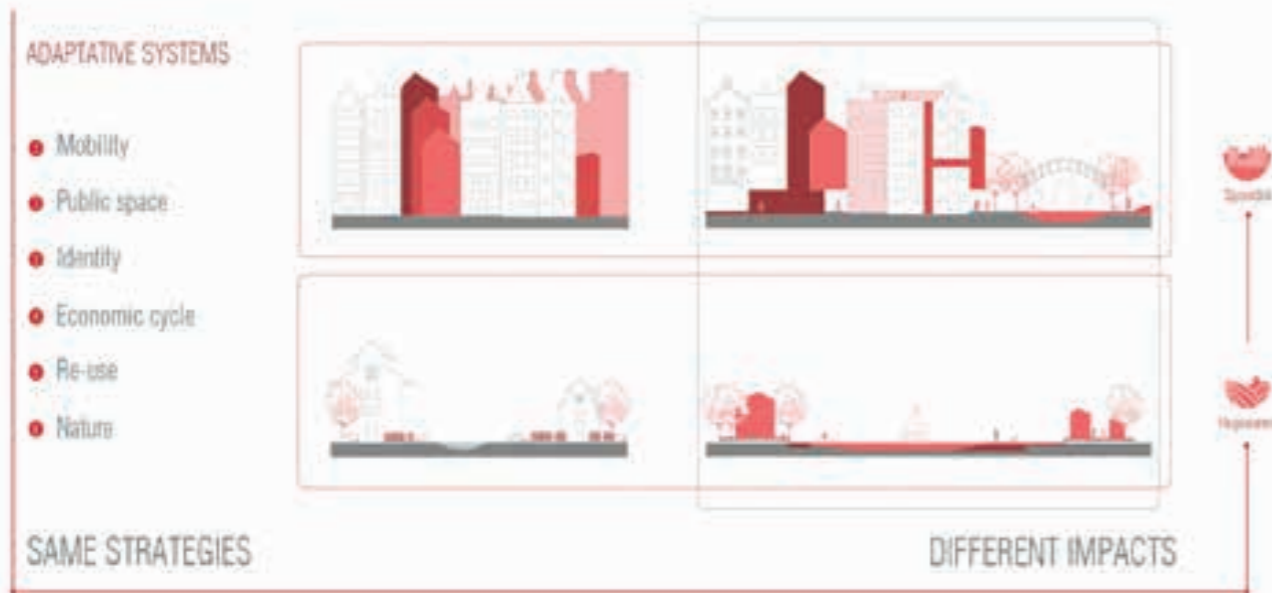 ADAPTATIVE SYSTEMS
Mobility
Public space
Identity
Economic cycle
Re-use
Nature
SAME STRATEGIES
DIFFERENT IMPACTS